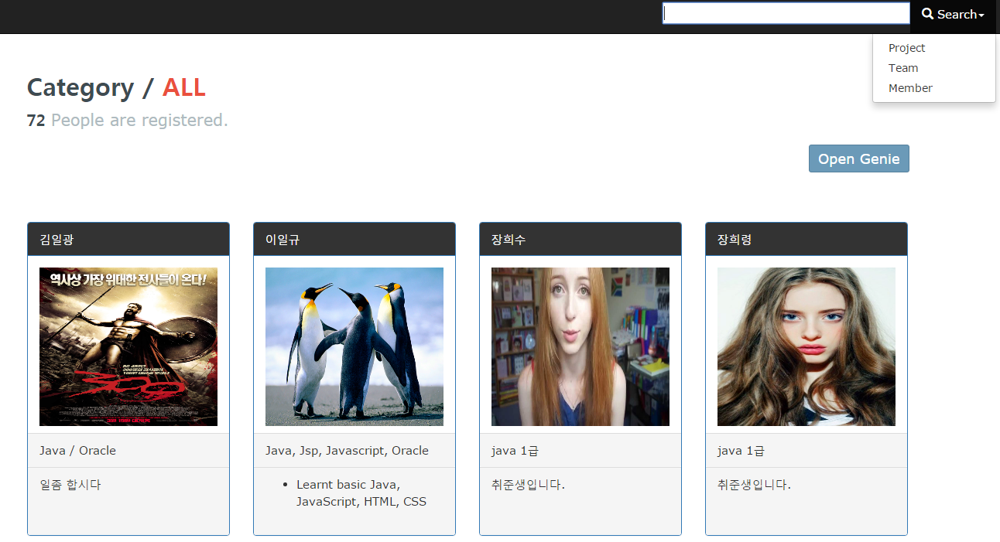 Search
Project
Team
Member
Category / ALL
72 People are registered.
Open Genie
김일광
이일규
장희수
장희령
역사상 가장 위대한 전사들이 온다!
300
Java / Oracle
Java, Jsp, Javascript, Oracle
java 1급
java 1급
일좀 합시다
Learnt basic Java,
JavaScript, HTML, CSS
취준생입니다.
취준생입니다.